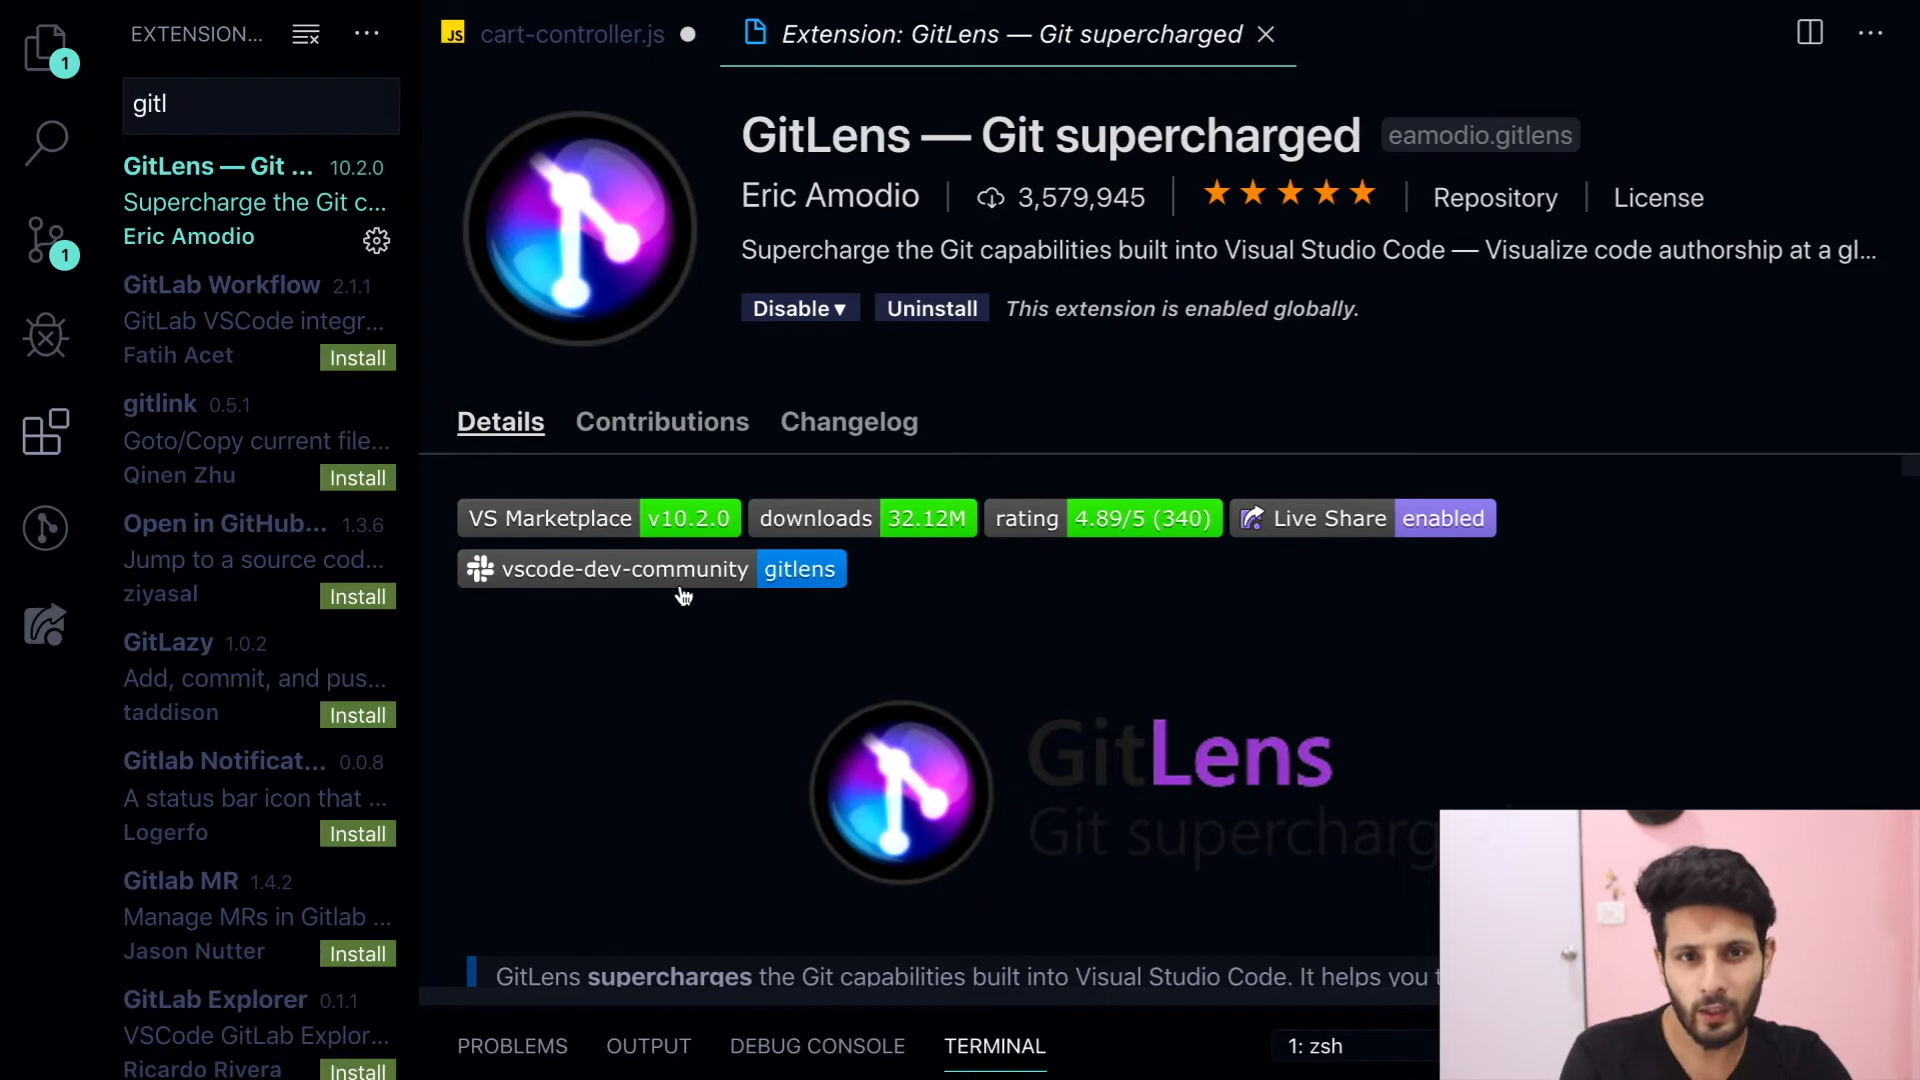 EXTENSION...
JS cart-controller.js
Extension: GitLens — Git supercharged
1
gitl
GitLens — Git ... 10.2.0
Supercharge the Git c...
Eric Amodio
1
GitLab Workflow 2.1.1
GitLab VSCode integr...
Fatih Acet Install
gitlink 0.5.1
Goto/Copy current file...
Qinen Zhu Install
Open in GitHub... 1.3.6
Jump to a source cod...
ziyasal Install
GitLazy 1.0.2
Add, commit, and pus...
taddison Install
Gitlab Notificat... 0.0.8
A status bar icon that ...
Logerfo Install
Gitlab MR 1.4.2
Manage MRs in Gitlab ...
Jason Nutter Install
GitLab Explorer 0.1.1
VSCode GitLab Explor...
Ricardo Rivera Install
GitLens — Git supercharged eamodio.gitlens
Eric Amodio 3,579,945 Repository License
Supercharge the Git capabilities built into Visual Studio Code — Visualize code authorship at a gl...
Disable Uninstall This extension is enabled globally.
Details Contributions Changelog
VS Marketplace v10.2.0 downloads 32.12M rating 4.89/5 (340) Live Share enabled
vscode-dev-community gitlens
GitLens
Git supercharg
GitLens supercharges the Git capabilities built into Visual Studio Code. It helps you t
PROBLEMS OUTPUT DEBUG CONSOLE TERMINAL 1: zsh